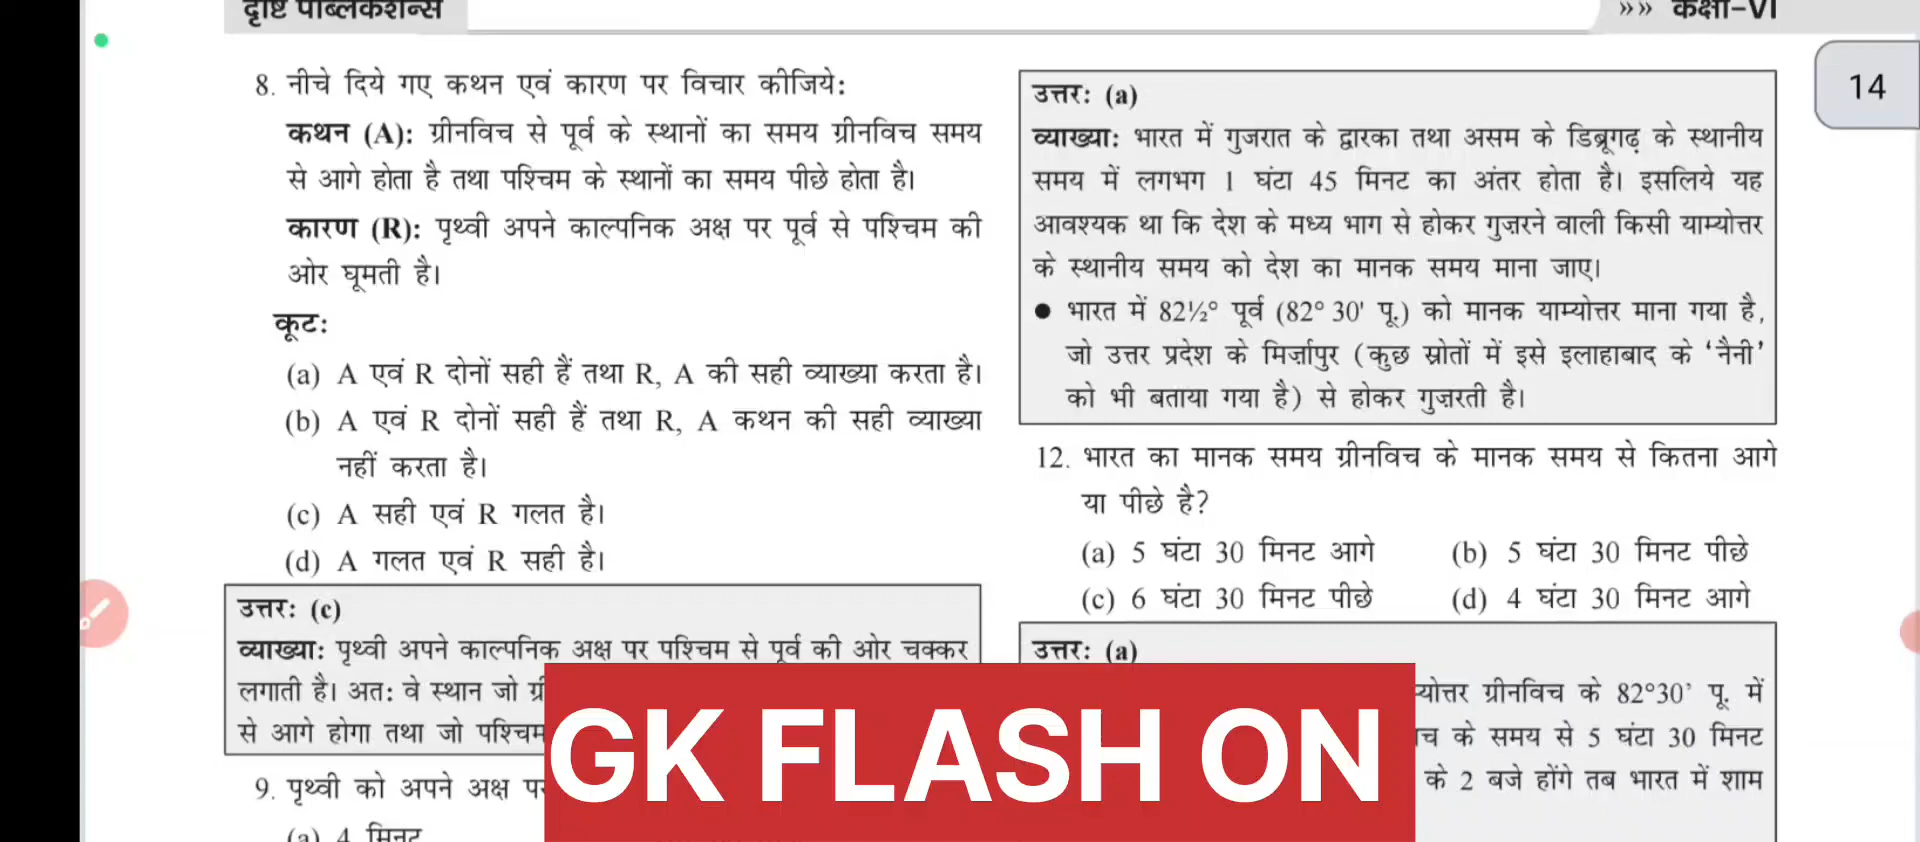 दृष्टि पब्लिकेशन्स
»» कक्षा-VI
14
8. नीचे दिये गए कथन एवं कारण पर विचार कीजिये:
कथन (A): ग्रीनविच से पूर्व के स्थानों का समय ग्रीनविच समय
से आगे होता है तथा पश्चिम के स्थानों का समय पीछे होता है।
कारण (R): पृथ्वी अपने काल्पनिक अक्ष पर पूर्व से पश्चिम की
ओर घूमती है।
कूट:
(a) A एवं R दोनों सही हैं तथा R, A की सही व्याख्या करता है।
(b) A एवं R दोनों सही हैं तथा R, A कथन की सही व्याख्या
नहीं करता है।
(c) A सही एवं R गलत है।
(d) A गलत एवं R सही है।
उत्तर: (c)
व्याख्या: पृथ्वी अपने काल्पनिक अक्ष पर पश्चिम से पूर्व की ओर चक्कर
लगाती है। अत: वे स्थान जो
से आगे होगा तथा जो पश्चिम
9. पृथ्वी को अपने अक्ष
(a) 4 मिनट
उत्तर: (a)
व्याख्या: भारत में गुजरात के द्वारका तथा असम के डिब्रूगढ़ के स्थानीय
समय में लगभग 1 घंटा 45 मिनट का अंतर होता है। इसलिये यह
आवश्यक था कि देश के मध्य भाग से होकर गुज़रने वाली किसी याम्योत्तर
के स्थानीय समय को देश का मानक समय माना जाए।
● भारत में 82½° पूर्व (82° 30' पू.) को मानक याम्योत्तर माना गया है,
जो उत्तर प्रदेश के मिर्ज़ापुर (कुछ स्रोतों में इसे इलाहाबाद के ‘नैनी’
को भी बताया गया है) से होकर गुज़रती है।
12. भारत का मानक समय ग्रीनविच के मानक समय से कितना आगे
या पीछे है?
(a) 5 घंटा 30 मिनट आगे (b) 5 घंटा 30 मिनट पीछे
(c) 6 घंटा 30 मिनट पीछे (d) 4 घंटा 30 मिनट आगे
उत्तर: (a)
ग्रीनविच के 82°30’ पू. में
के समय से 5 घंटा 30 मिनट
के 2 बजे होंगे तब भारत में शाम
GK FLASH ON